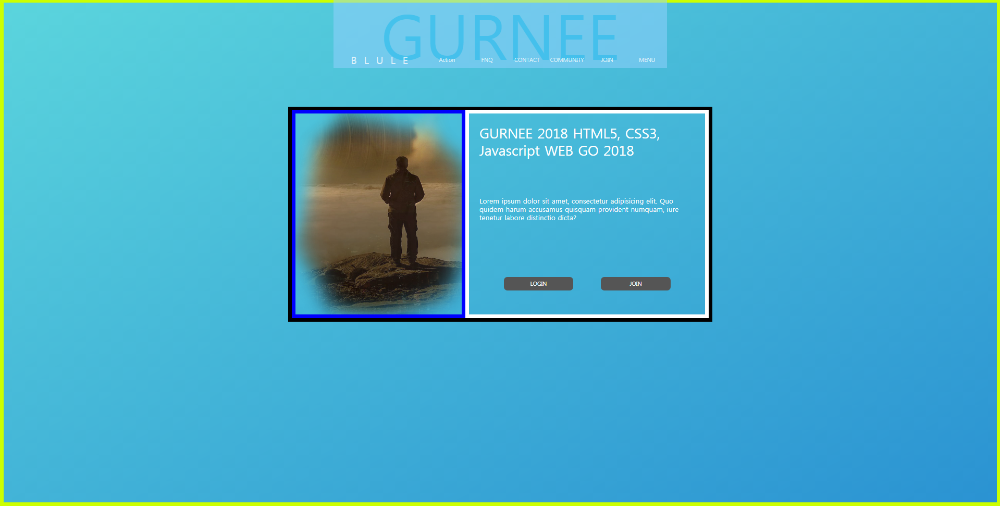 GURNEE
B L U L E Action FNQ CONTACT COMMUNITY JOIN MENU
GURNEE 2018 HTML5, CSS3,
Javascript WEB GO 2018
Lorem ipsum dolor sit amet, consectetur adipisicing elit. Quo
quidem harum accusamus quisquam provident numquam, iure
tenetur labore distinctio dicta?
LOGIN JOIN